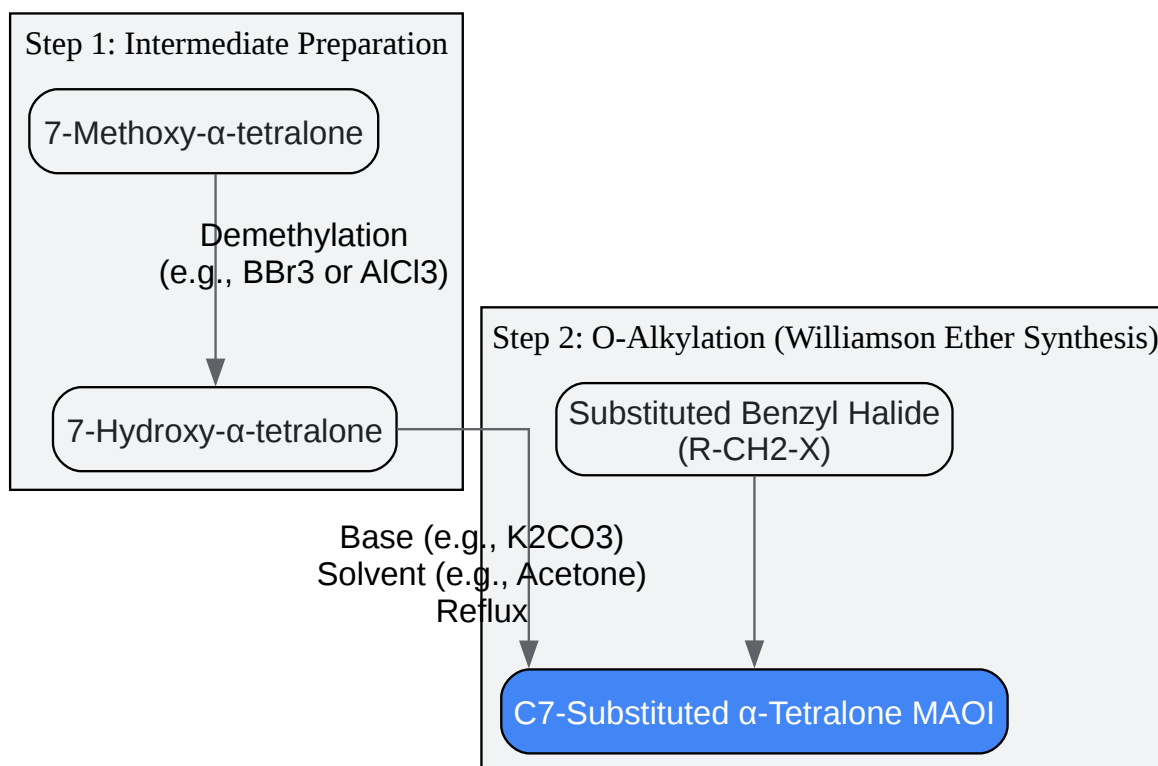 Step 1: Intermediate Preparation
7-Methoxy-α-tetralone
Demethylation
(e.g., BBr3 or AlCl3)
7-Hydroxy-α-tetralone
Step 2: O-Alkylation (Williamson Ether Synthesis)
Substituted Benzyl Halide
(R-CH2-X)
Base (e.g., K2CO3)
Solvent (e.g., Acetone)
Reflux
C7-Substituted α-Tetralone MAOI